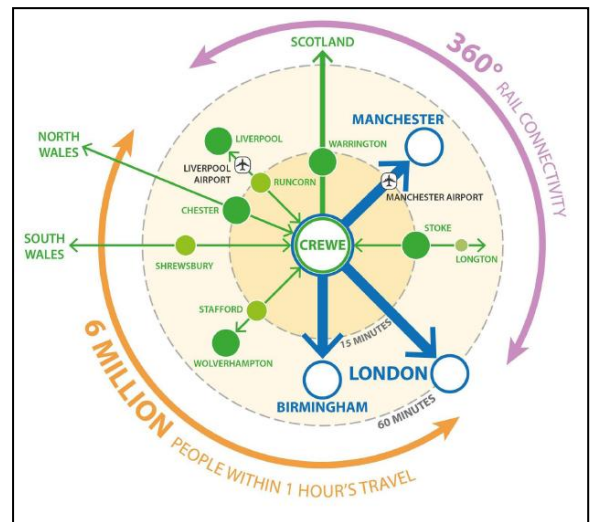 SCOTLAND
360° RAIL CONNECTIVITY
MANCHESTER
NORTH
WALES
LIVERPOOL
WARRINGTON
LIVERPOOL
AIRPORT
RUNCORN
MANCHESTER AIRPORT
CHESTER
STOKE
SOUTH
WALES
CREWE
SHREWSBURY
LONGTON
STAFFORD
15 MINUTES
WOLVERHAMPTON
LONDON
BIRMINGHAM
60 MINUTES
6 MILLION PEOPLE WITHIN 1 HOUR'S TRAVEL